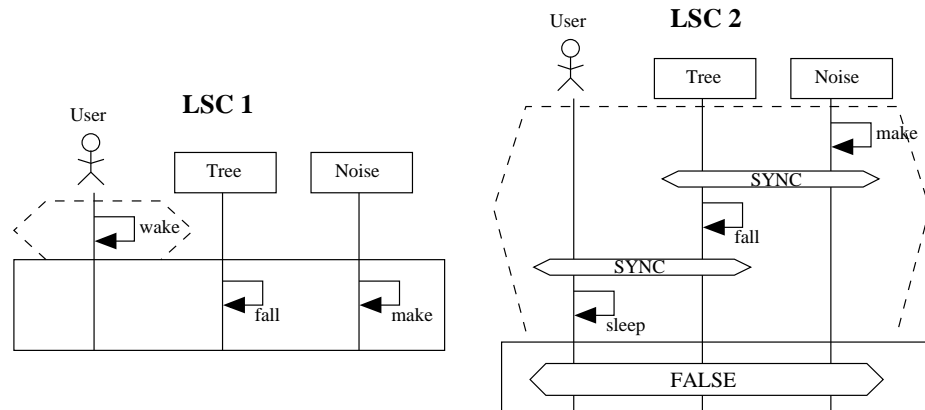 LSC 1
User
Tree
Noise
wake
fall
make
LSC 2
User
Tree
Noise
make
SYNC
fall
SYNC
sleep
FALSE